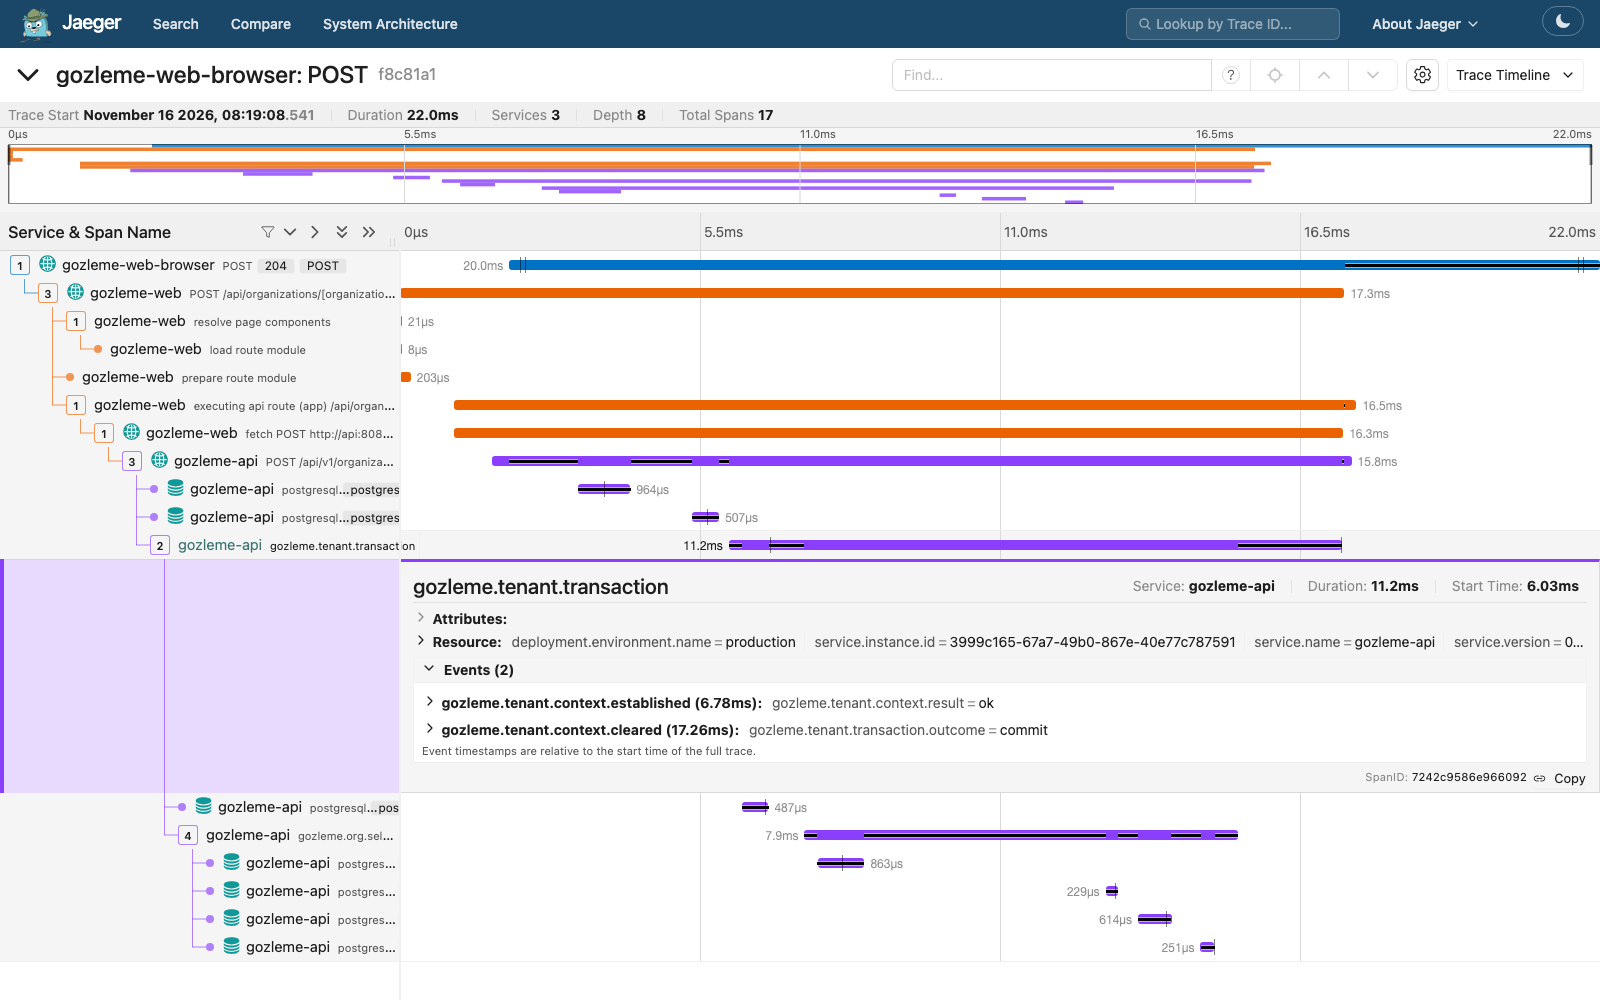 Jaeger
Search
Compare
System Architecture
Lookup by Trace ID...
About Jaeger
gozleme-web-browser: POST f8c81a1
Find...
?
Trace Timeline
Trace Start November 16 2026, 08:19:08.541
Duration 22.0ms
Services 3
Depth 8
Total Spans 17
0μs 5.5ms 11.0ms 16.5ms 22.0ms
Service & Span Name
0μs 5.5ms 11.0ms 16.5ms 22.0ms
1 gozleme-web-browser POST 204 POST 20.0ms
3 gozleme-web POST /api/organizations/[organizatio... 17.3ms
1 gozleme-web resolve page components 21μs
gozleme-web load route module 8μs
gozleme-web prepare route module 203μs
1 gozleme-web executing api route (app) /api/organ... 16.5ms
1 gozleme-web fetch POST http://api:808... 16.3ms
3 gozleme-api POST /api/v1/organiza... 15.8ms
gozleme-api postgresql...postgres 964μs
gozleme-api postgresql...postgres 507μs
2 gozleme-api gozleme.tenant.transaction 11.2ms
gozleme.tenant.transaction
Service: gozleme-api
Duration: 11.2ms
Start Time: 6.03ms
Attributes:
Resource: deployment.environment.name = production service.instance.id = 3999c165-67a7-49b0-867e-40e77c787591 service.name = gozleme-api service.version = 0...
Events (2)
gozleme.tenant.context.established (6.78ms): gozleme.tenant.context.result = ok
gozleme.tenant.context.cleared (17.26ms): gozleme.tenant.transaction.outcome = commit
Event timestamps are relative to the start time of the full trace.
SpanID: 7242c9586e966092 Copy
gozleme-api postgresql...pos 487μs
4 gozleme-api gozleme.org.sel... 7.9ms
gozleme-api postgres... 863μs
gozleme-api postgres... 229μs
gozleme-api postgres... 614μs
gozleme-api postgres... 251μs